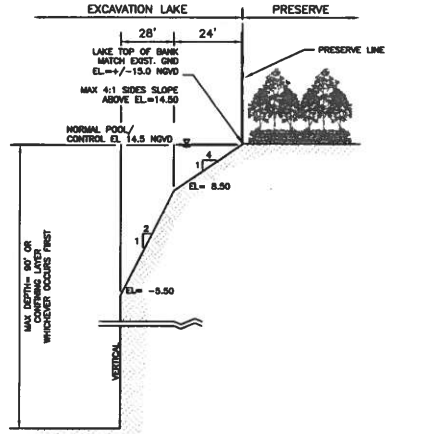 EXCAVATION LAKE
PRESERVE
28'
24'
LAKE TOP OF BANK
MATCH EXIST. GND
EL.=+/-15.0 NGVD
PRESERVE LINE
MAX 4:1 SIDES SLOPE
ABOVE EL.=14.50
NORMAL POOL/
CONTROL EL 14.5 NGVD
4
1
EL= 8.50
2
1
EL= -5.50
MAX DEPTH= 90' OR
CONFINING LAYER
WHICHEVER OCCURS FIRST
VERTICAL